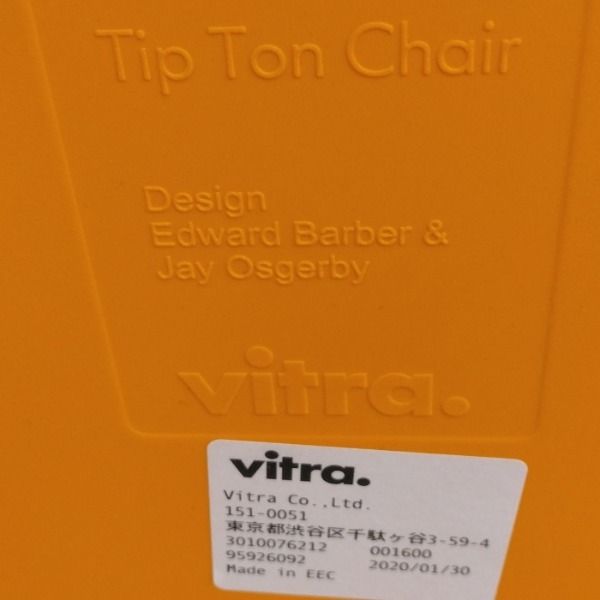 Tip Ton Chair
Design
Edward Barber &
Jay Osgerby
vitra.
vitra.
Vitra Co.,Ltd.
151-0051
東京都渋谷区千駄ヶ谷3-59-4
3010076212 001600
95926092 2020/01/30
Made in EEC